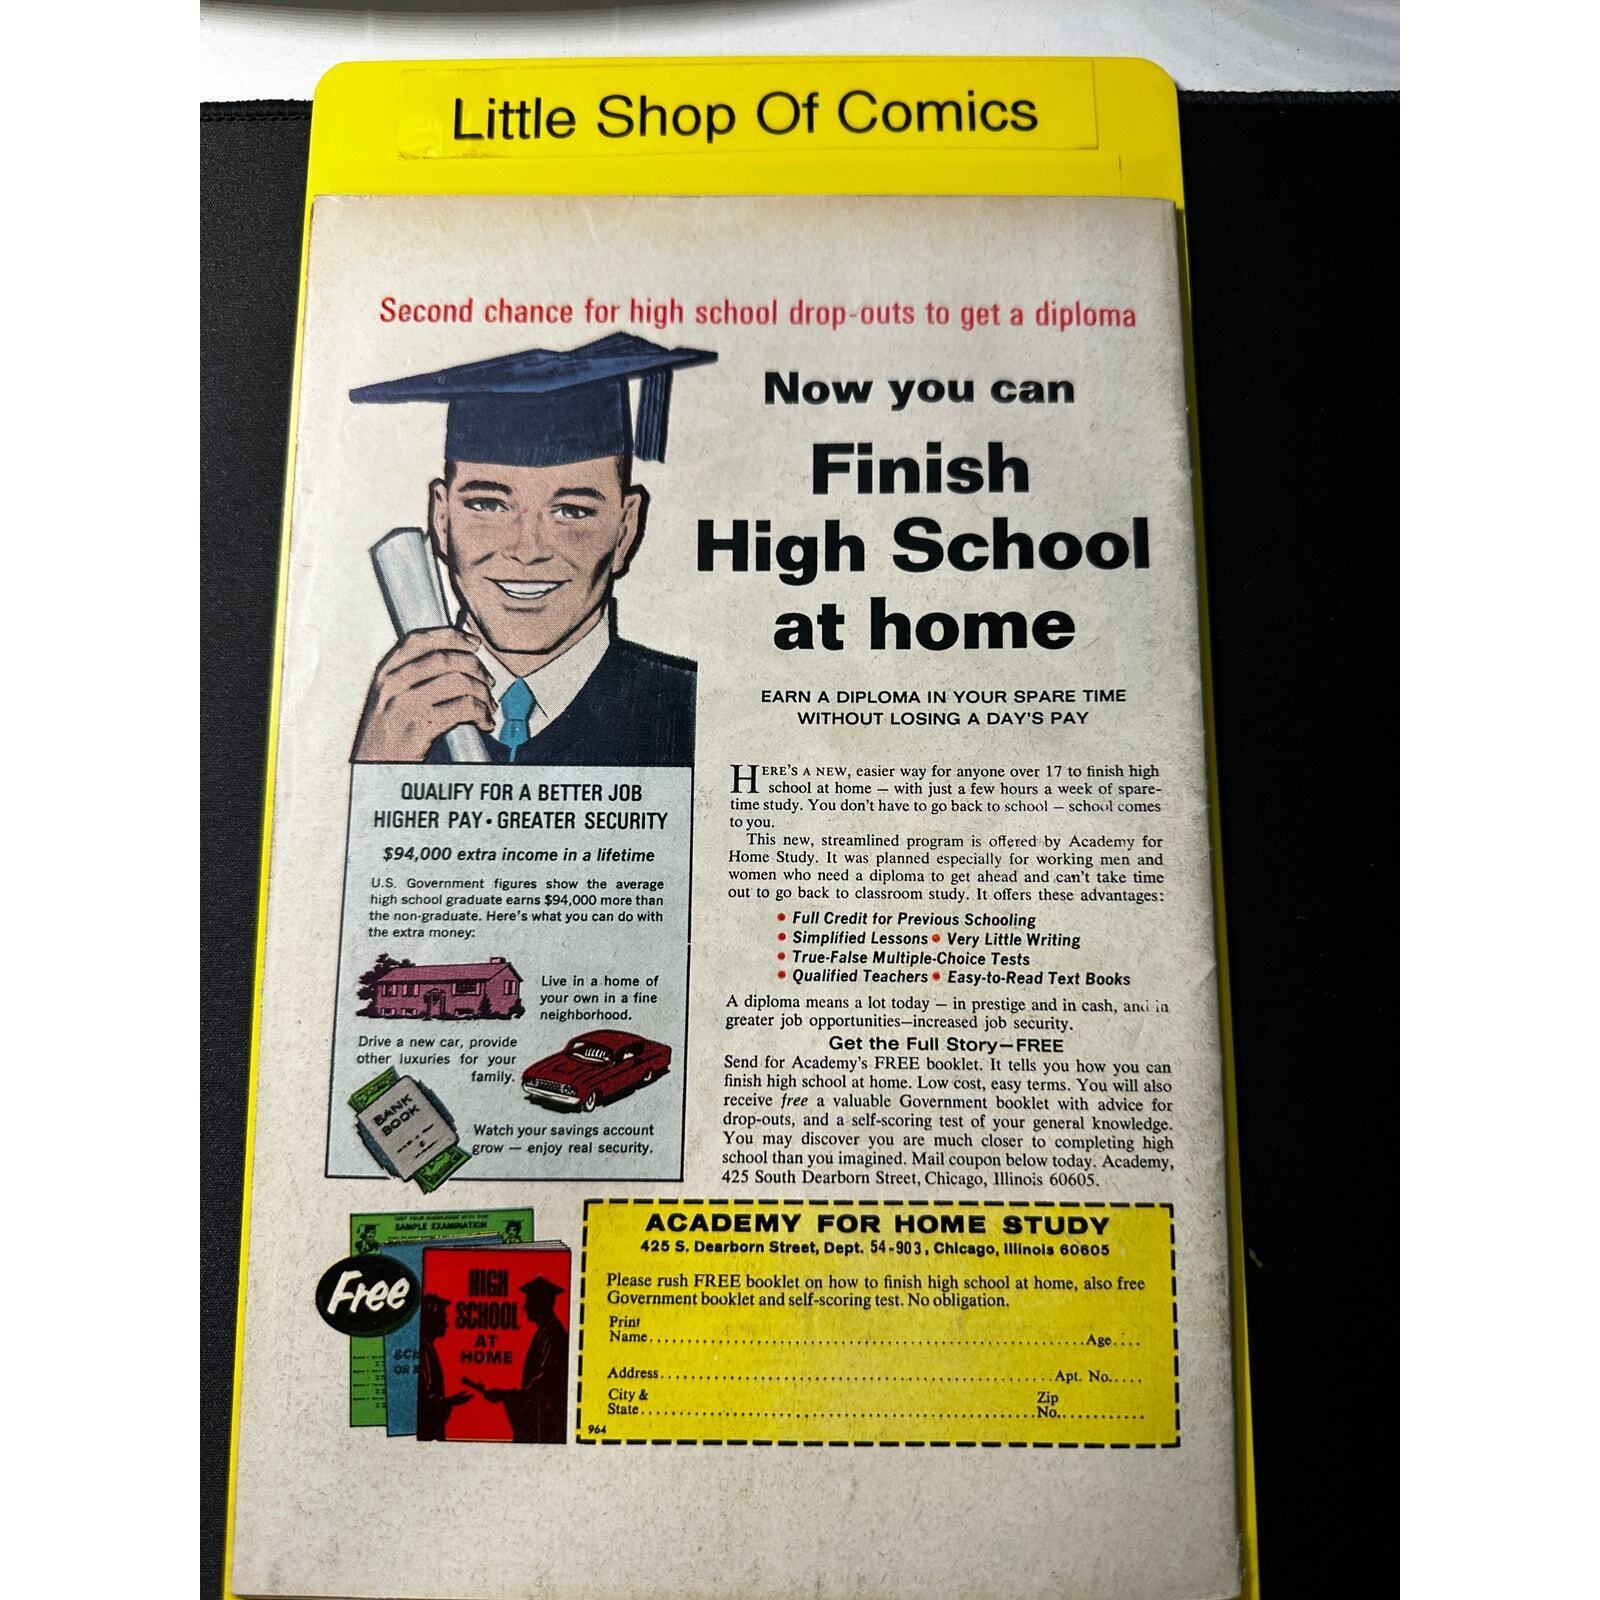 Little Shop Of Comics
Second chance for high school drop-outs to get a diploma
Now you can
Finish
High School
at home
EARN A DIPLOMA IN YOUR SPARE TIME
WITHOUT LOSING A DAY'S PAY
QUALIFY FOR A BETTER JOB
HIGHER PAY • GREATER SECURITY
$94,000 extra income in a lifetime
U.S. Government figures show the average
high school graduate earns $94,000 more than
the non-graduate. Here's what you can do with
the extra money:
Live in a home of
your own in a fine
neighborhood.
Drive a new car, provide
other luxuries for your
family.
BANK
BOOK
Watch your savings account
grow — enjoy real security.
HERE'S A NEW, easier way for anyone over 17 to finish high
school at home — with just a few hours a week of spare-
time study. You don't have to go back to school — school comes
to you.
This new, streamlined program is offered by Academy for
Home Study. It was planned especially for working men and
women who need a diploma to get ahead and can't take time
out to go back to classroom study. It offers these advantages:
• Full Credit for Previous Schooling
• Simplified Lessons • Very Little Writing
• True-False Multiple-Choice Tests
• Qualified Teachers • Easy-to-Read Text Books
A diploma means a lot today — in prestige and in cash, and in
greater job opportunities—increased job security.
Get the Full Story—FREE
Send for Academy's FREE booklet. It tells you how you can
finish high school at home. Low cost, easy terms. You will also
receive free a valuable Government booklet with advice for
drop-outs, and a self-scoring test of your general knowledge.
You may discover you are much closer to completing high
school than you imagined. Mail coupon below today. Academy,
425 South Dearborn Street, Chicago, Illinois 60605.
SAMPLE EXAMINATION
Free
HIGH
SCHOOL
AT
HOME
ACADEMY FOR HOME STUDY
425 S. Dearborn Street, Dept. 54-903, Chicago, Illinois 60605
Please rush FREE booklet on how to finish high school at home, also free
Government booklet and self-scoring test. No obligation.
Print
Name.......................Age....
Address.......................Apt. No.....
City & Zip
State.......................No............
964